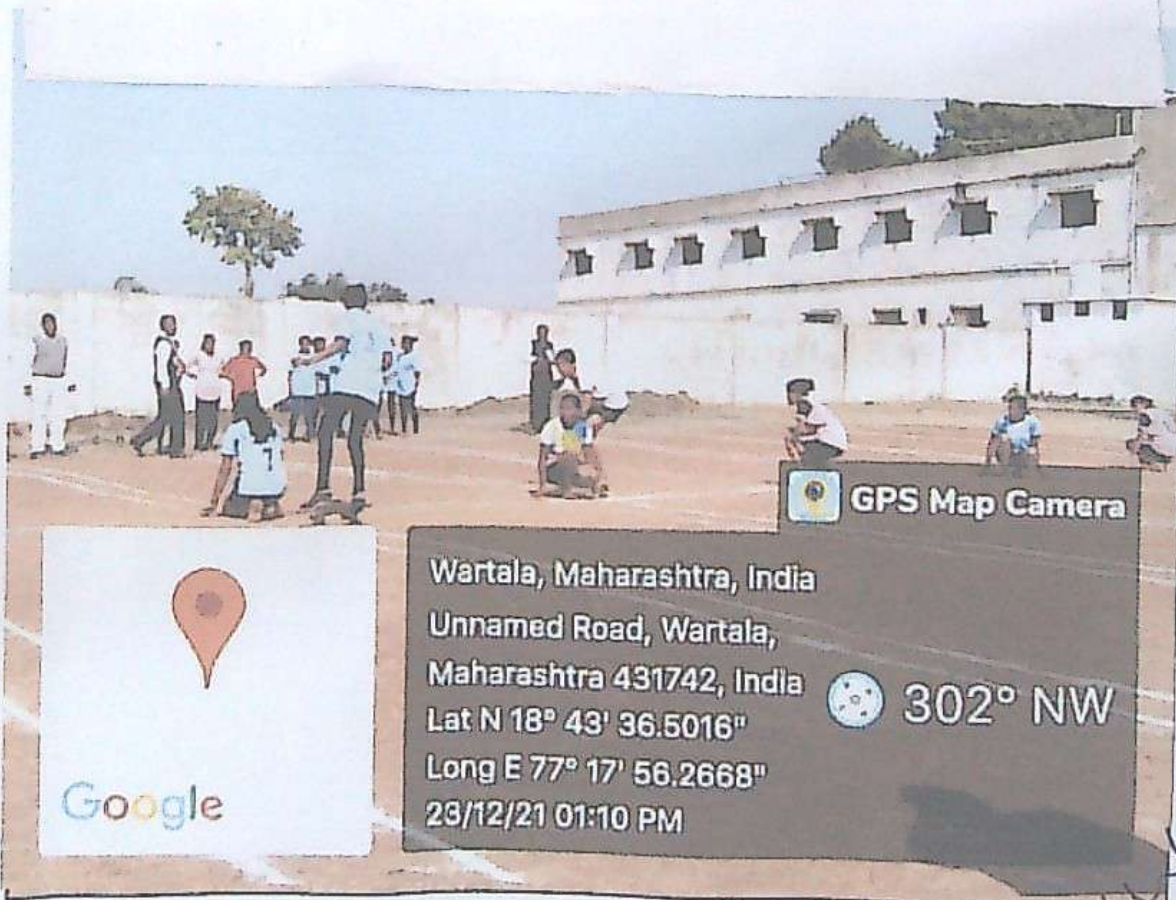 7
GPS Map Camera
Wartala, Maharashtra, India
Unnamed Road, Wartala,
Maharashtra 431742, India
Lat N 18° 43' 36.5016"
Long E 77° 17' 56.2668"
23/12/21 01:10 PM
302° NW
Google